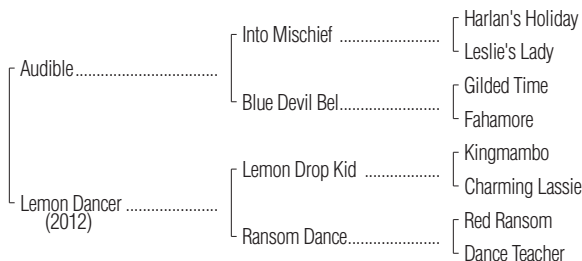 Harlan's Holiday
Into Mischief ..................
Leslie's Lady
Audible.................................
Gilded Time
Blue Devil Bel.....................
Fahamore
Kingmambo
Lemon Drop Kid .................
Charming Lassie
Lemon Dancer .....................
(2012)
Red Ransom
Ransom Dance...................
Dance Teacher